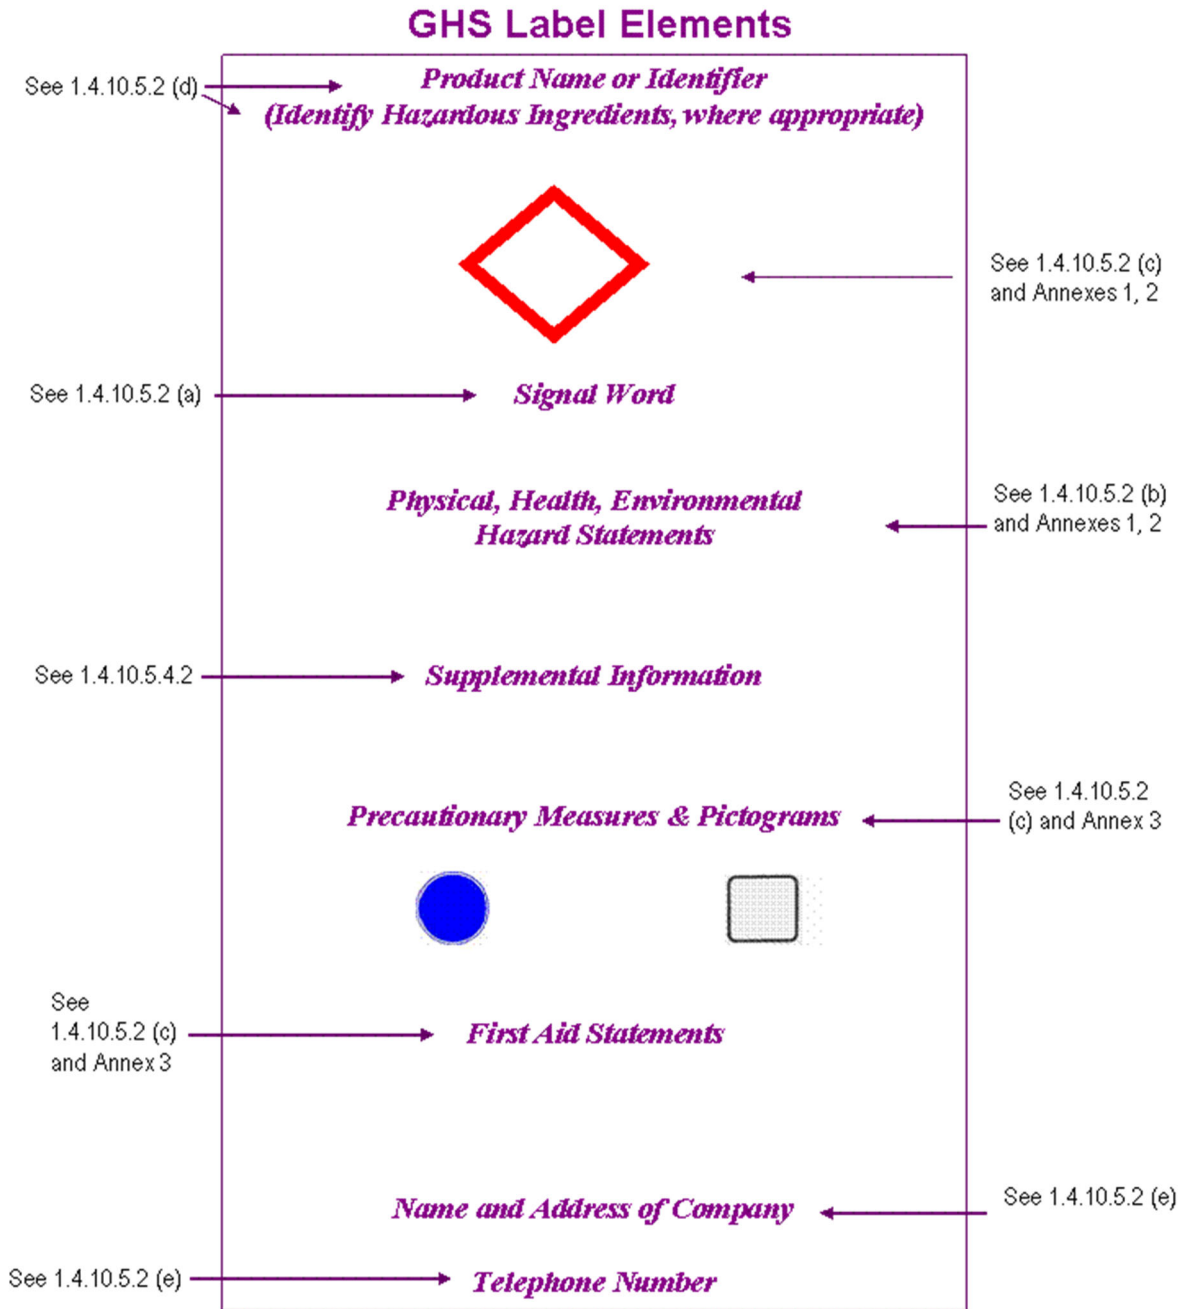 GHS Label Elements
See 1.4.10.5.2 (d)
Product Name or Identifier
(Identify Hazardous Ingredients, where appropriate)
See 1.4.10.5.2 (c)
and Annexes 1, 2
See 1.4.10.5.2 (a)
Signal Word
Physical, Health, Environmental
Hazard Statements
See 1.4.10.5.2 (b)
and Annexes 1, 2
See 1.4.10.5.4.2
Supplemental Information
Precautionary Measures & Pictograms
See 1.4.10.5.2
(c) and Annex 3
See
1.4.10.5.2 (c)
and Annex 3
First Aid Statements
Name and Address of Company
See 1.4.10.5.2 (e)
See 1.4.10.5.2 (e)
Telephone Number